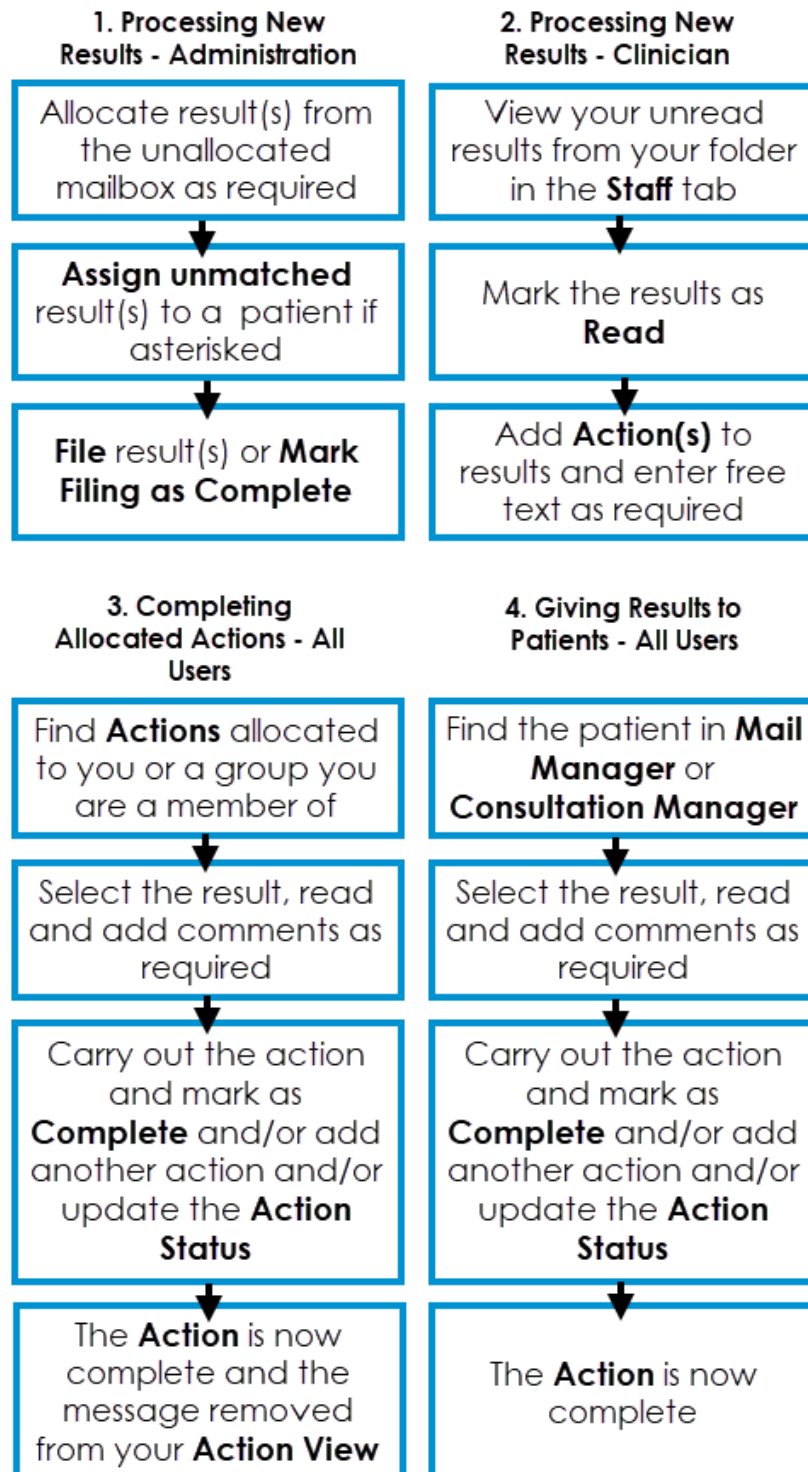 1. Processing New
Results - Administration
Allocate result(s) from
the unallocated
mailbox as required
Assign unmatched
result(s) to a patient if
asterisked
File result(s) or Mark
Filing as Complete
2. Processing New
Results - Clinician
View your unread
results from your folder
in the Staff tab
Mark the results as
Read
Add Action(s) to
results and enter free
text as required
3. Completing
Allocated Actions - All
Users
Find Actions allocated
to you or a group you
are a member of
Select the result, read
and add comments as
required
Carry out the action
and mark as
Complete and/or add
another action and/or
update the Action
Status
The Action is now
complete and the
message removed
from your Action View
4. Giving Results to
Patients - All Users
Find the patient in Mail
Manager or
Consultation Manager
Select the result, read
and add comments as
required
Carry out the action
and mark as
Complete and/or add
another action and/or
update the Action
Status
The Action is now
complete